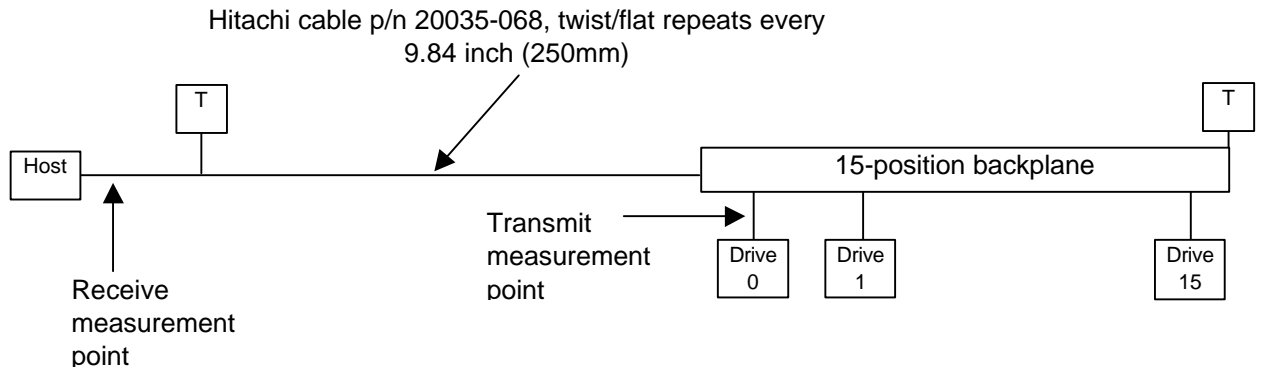 Hitachi cable p/n 20035-068, twist/flat repeats every
9.84 inch (250mm)
T
T
Host
15-position backplane
Transmit
measurement
point
Drive
0
Drive
1
Drive
15
Receive
measurement
point